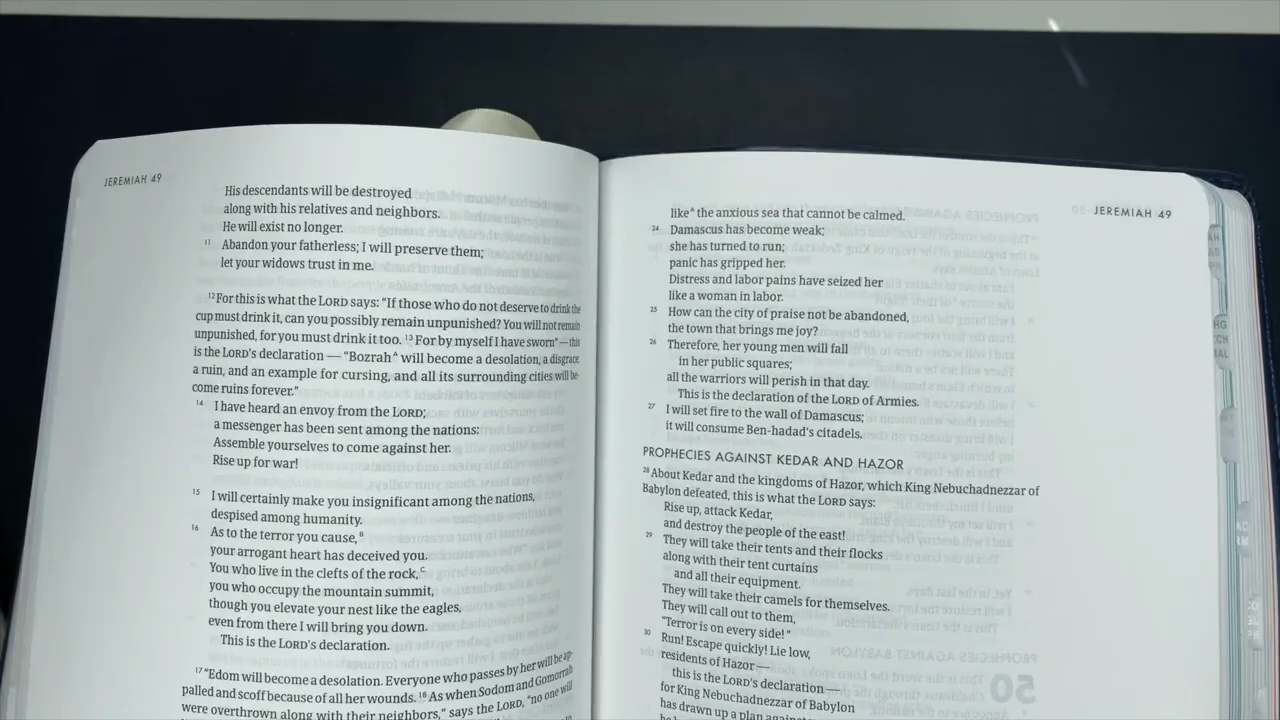 JEREMIAH 49
His descendants will be destroyed
along with his relatives and neighbors.
He will exist no longer.
11 Abandon your fatherless; I will preserve them;
let your widows trust in me.
12 For this is what the LORD says: "If those who do not deserve to drink the
cup must drink it, can you possibly remain unpunished? You will not remain
unpunished, for you must drink it too. 13 For by myself I have sworn" — this
is the LORD's declaration — "Bozrah^A will become a desolation, a disgrace
a ruin, and an example for cursing, and all its surrounding cities will be-
come ruins forever."
14 I have heard an envoy from the LORD;
a messenger has been sent among the nations:
Assemble yourselves to come against her.
Rise up for war!
15 I will certainly make you insignificant among the nations,
despised among humanity.
16 As to the terror you cause,^B
your arrogant heart has deceived you.
You who live in the clefts of the rock,^C
you who occupy the mountain summit,
though you elevate your nest like the eagles,
even from there I will bring you down.
This is the LORD's declaration.
17 "Edom will become a desolation. Everyone who passes by her will be ap-
palled and scoff because of all her wounds. 18 As when Sodom and Gomorrah
were overthrown along with their neighbors," says the LORD, "no one will
JEREMIAH 49
like^A the anxious sea that cannot be calmed.
24 Damascus has become weak;
she has turned to run;
panic has gripped her.
Distress and labor pains have seized her
like a woman in labor.
25 How can the city of praise not be abandoned,
the town that brings me joy?
26 Therefore, her young men will fall
in her public squares;
all the warriors will perish in that day.
This is the declaration of the LORD of Armies.
27 I will set fire to the wall of Damascus;
it will consume Ben-hadad's citadels.
PROPHECIES AGAINST KEDAR AND HAZOR
28 About Kedar and the kingdoms of Hazor, which King Nebuchadnezzar of
Babylon defeated, this is what the LORD says:
Rise up, attack Kedar,
and destroy the people of the east!
29 They will take their tents and their flocks
along with their tent curtains
and all their equipment.
They will take their camels for themselves.
They will call out to them,
"Terror is on every side!"
30 Run! Escape quickly! Lie low,
residents of Hazor —
this is the LORD's declaration —
for King Nebuchadnezzar of Babylon
has drawn up a plan against